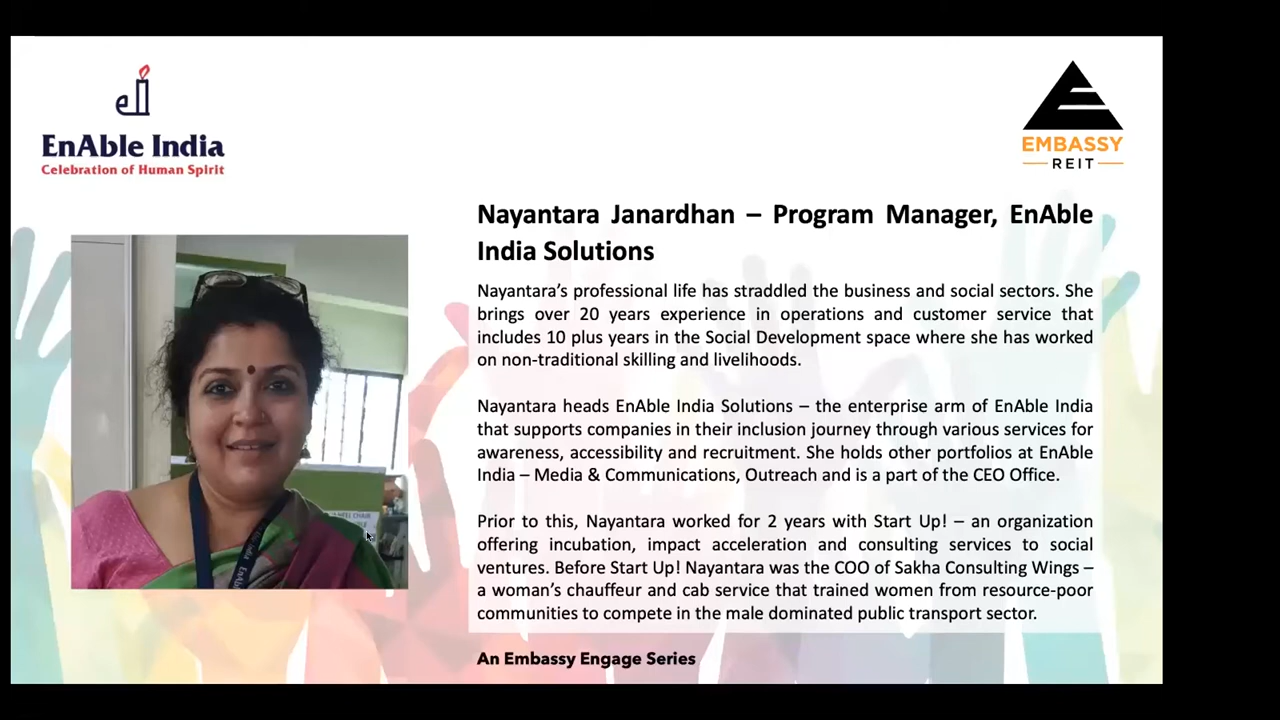 EnAble India
Celebration of Human Spirit
EMBASSY
REIT
Nayantara Janardhan – Program Manager, EnAble
India Solutions
Nayantara’s professional life has straddled the business and social sectors. She
brings over 20 years experience in operations and customer service that
includes 10 plus years in the Social Development space where she has worked
on non-traditional skilling and livelihoods.
Nayantara heads EnAble India Solutions – the enterprise arm of EnAble India
that supports companies in their inclusion journey through various services for
awareness, accessibility and recruitment. She holds other portfolios at EnAble
India – Media & Communications, Outreach and is a part of the CEO Office.
Prior to this, Nayantara worked for 2 years with Start Up! – an organization
offering incubation, impact acceleration and consulting services to social
ventures. Before Start Up! Nayantara was the COO of Sakha Consulting Wings –
a woman’s chauffeur and cab service that trained women from resource-poor
communities to compete in the male dominated public transport sector.
An Embassy Engage Series